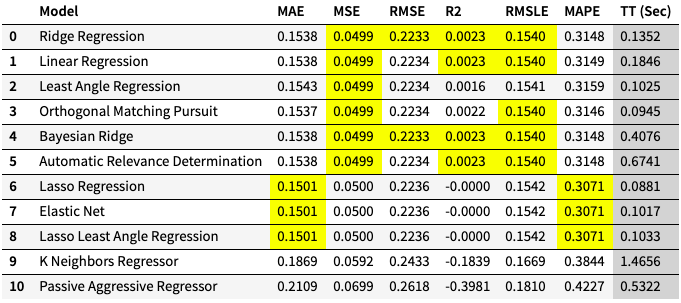 Model MAE MSE RMSE R2 RMSLE MAPE TT (Sec)
0 Ridge Regression 0.1538 0.0499 0.2233 0.0023 0.1540 0.3148 0.1352
1 Linear Regression 0.1538 0.0499 0.2234 0.0023 0.1540 0.3149 0.1846
2 Least Angle Regression 0.1543 0.0499 0.2234 0.0016 0.1541 0.3159 0.1025
3 Orthogonal Matching Pursuit 0.1537 0.0499 0.2234 0.0022 0.1540 0.3146 0.0945
4 Bayesian Ridge 0.1538 0.0499 0.2233 0.0023 0.1540 0.3148 0.4076
5 Automatic Relevance Determination 0.1538 0.0499 0.2234 0.0023 0.1540 0.3148 0.6741
6 Lasso Regression 0.1501 0.0500 0.2236 -0.0000 0.1542 0.3071 0.0881
7 Elastic Net 0.1501 0.0500 0.2236 -0.0000 0.1542 0.3071 0.1017
8 Lasso Least Angle Regression 0.1501 0.0500 0.2236 -0.0000 0.1542 0.3071 0.1033
9 K Neighbors Regressor 0.1869 0.0592 0.2433 -0.1839 0.1669 0.3844 1.4656
10 Passive Aggressive Regressor 0.2109 0.0699 0.2618 -0.3981 0.1810 0.4227 0.5322